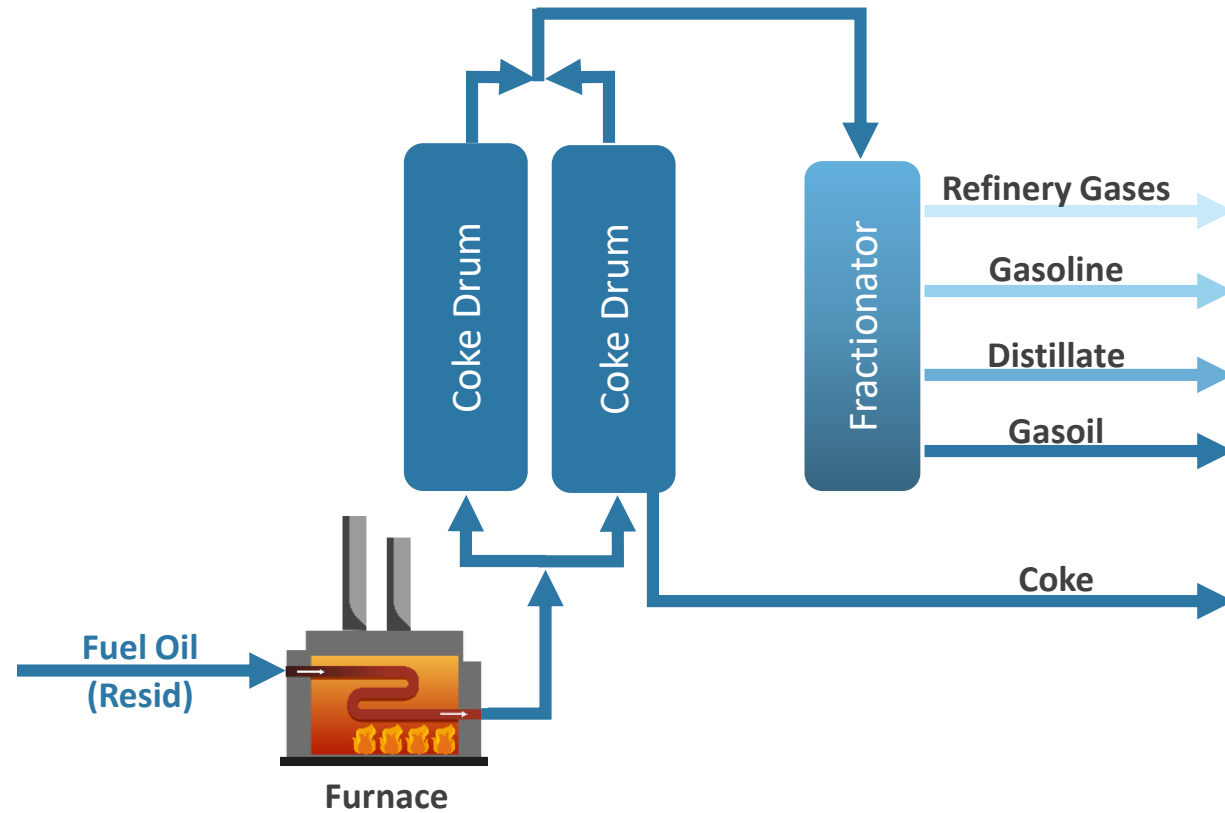 Coke Drum
Coke Drum
Fractionator
Refinery Gases
Gasoline
Distillate
Gasoil
Coke
Fuel Oil
(Resid)
Furnace